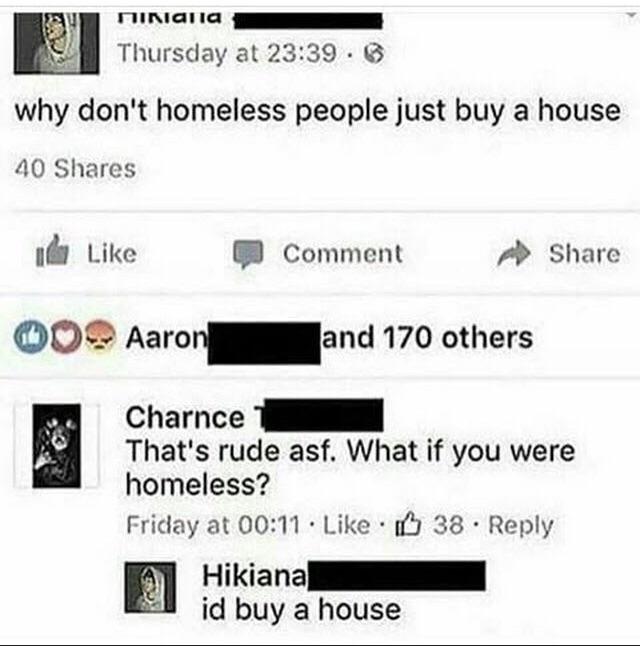 Hikiana
Thursday at 23:39 ·
why don't homeless people just buy a house
40 Shares
Like Comment Share
Aaron and 170 others
Charnce T
That's rude asf. What if you were
homeless?
Friday at 00:11 · Like · 38 · Reply
Hikiana
id buy a house